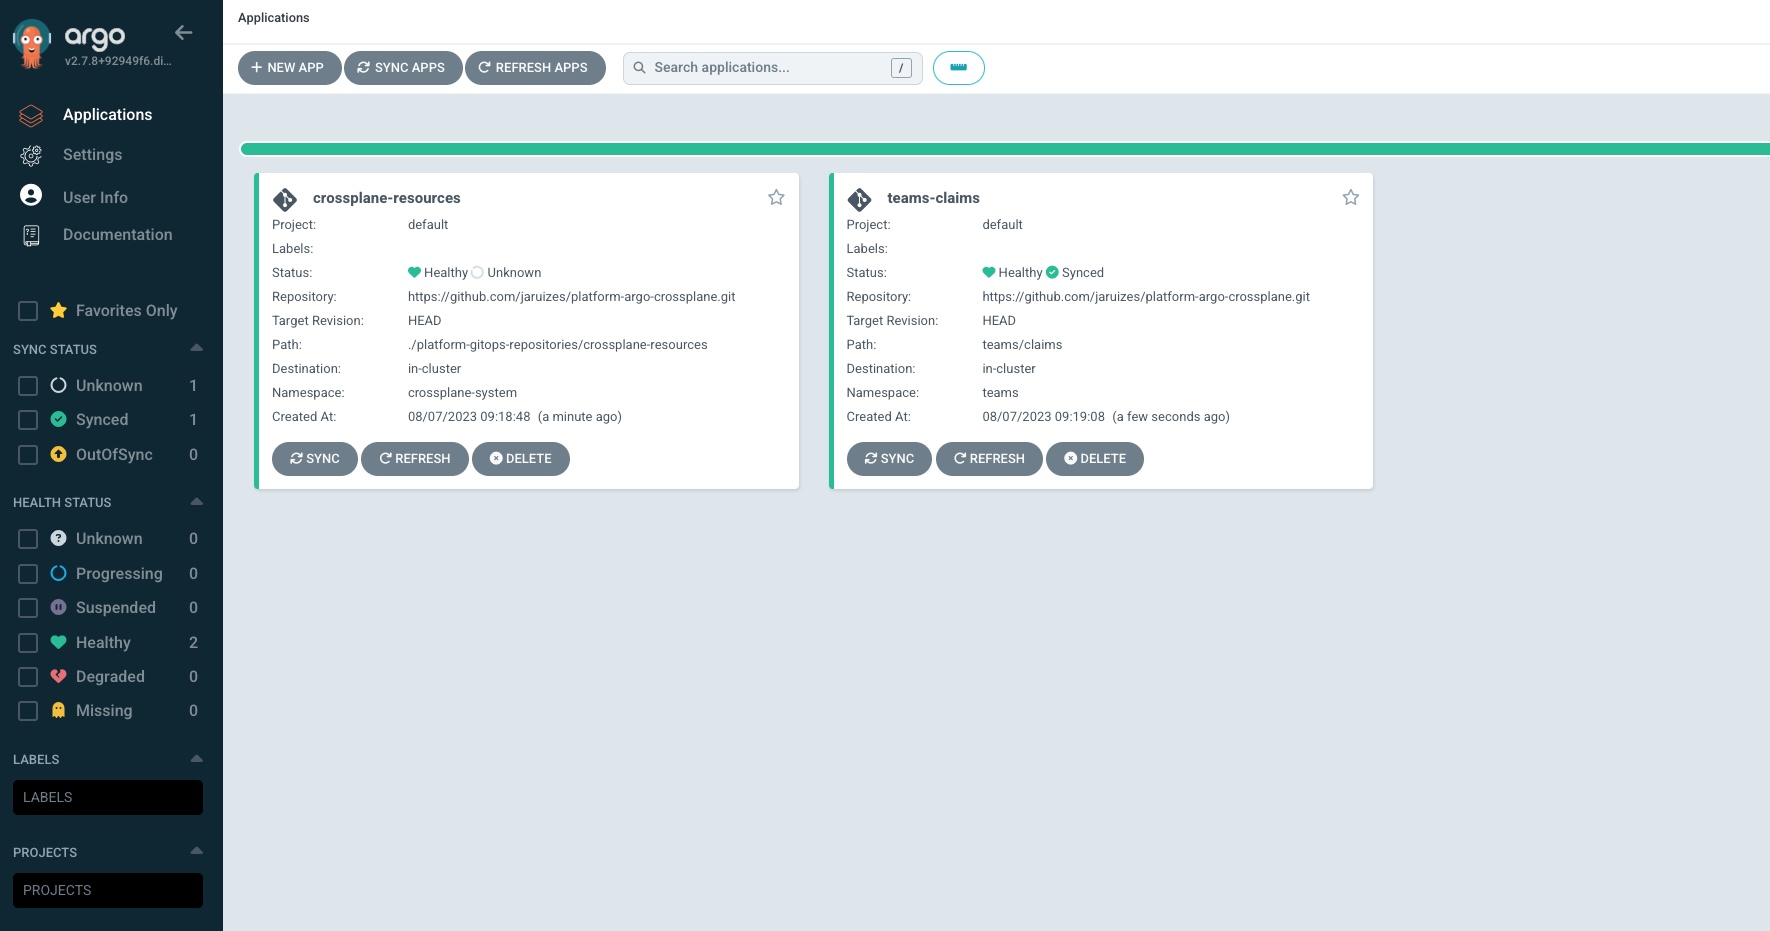 argo
v2.7.8+92949f6.di...
Applications
Settings
User Info
Documentation
Favorites Only
SYNC STATUS
Unknown 1
Synced 1
OutOfSync 0
HEALTH STATUS
Unknown 0
Progressing 0
Suspended 0
Healthy 2
Degraded 0
Missing 0
LABELS
LABELS
PROJECTS
PROJECTS
Applications
NEW APP SYNC APPS REFRESH APPS Search applications... /
crossplane-resources
Project: default
Labels:
Status: Healthy Unknown
Repository: https://github.com/jaruizes/platform-argo-crossplane.git
Target Revision: HEAD
Path: ./platform-gitops-repositories/crossplane-resources
Destination: in-cluster
Namespace: crossplane-system
Created At: 08/07/2023 09:18:48 (a minute ago)
SYNC REFRESH DELETE
teams-claims
Project: default
Labels:
Status: Healthy Synced
Repository: https://github.com/jaruizes/platform-argo-crossplane.git
Target Revision: HEAD
Path: teams/claims
Destination: in-cluster
Namespace: teams
Created At: 08/07/2023 09:19:08 (a few seconds ago)
SYNC REFRESH DELETE